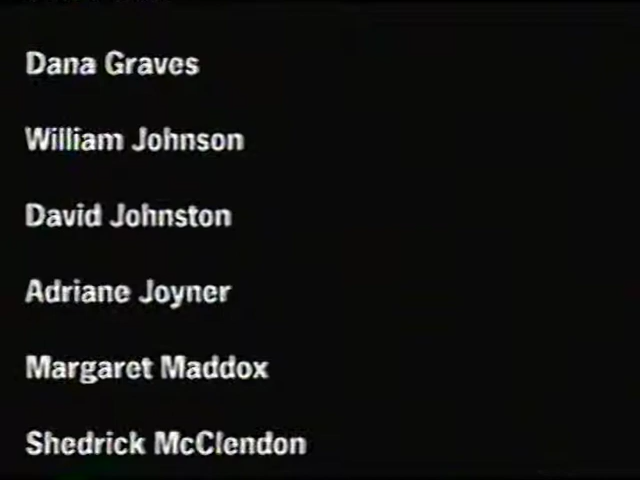 Dana Graves
William Johnson
David Johnston
Adriane Joyner
Margaret Maddox
Shedrick McClendon